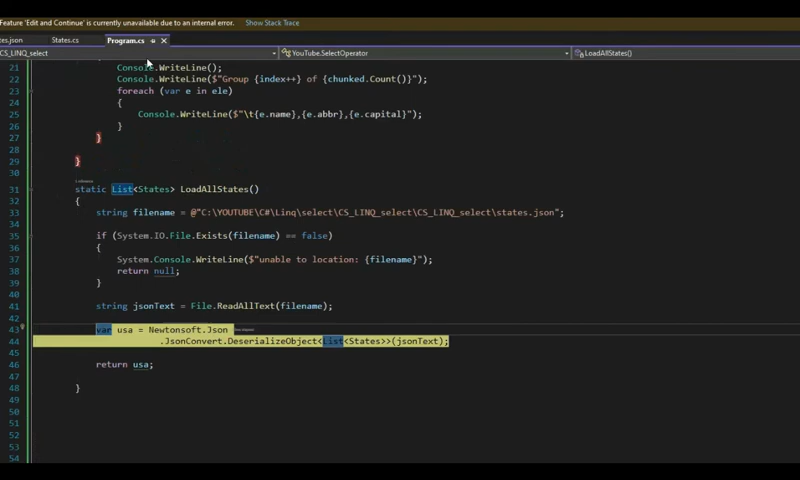 Feature 'Edit and Continue' is currently unavailable due to an internal error. Show Stack Trace
tes.json States.cs Program.cs
CS_LINQ_select YouTube.SelectOperator LoadAllStates()
21 Console.WriteLine();
22 Console.WriteLine($"Group {index++} of {chunked.Count()}");
23 foreach (var e in ele)
24 {
25 Console.WriteLine($"\t{e.name},{e.abbr},{e.capital}");
26 }
27 }
28
29 }
30
31 static List<States> LoadAllStates()
32 {
33 string filename = @"C:\YOUTUBE\C#\Linq\select\CS_LINQ_select\CS_LINQ_select\states.json";
34
35 if (System.IO.File.Exists(filename) == false)
36 {
37 System.Console.WriteLine($"unable to location: {filename}");
38 return null;
39 }
40
41 string jsonText = File.ReadAllText(filename);
42
43 var usa = Newtonsoft.Json
44 .JsonConvert.DeserializeObject<List<States>>(jsonText);
45
46 return usa;
47
48 }
49
50
51
52
53
54